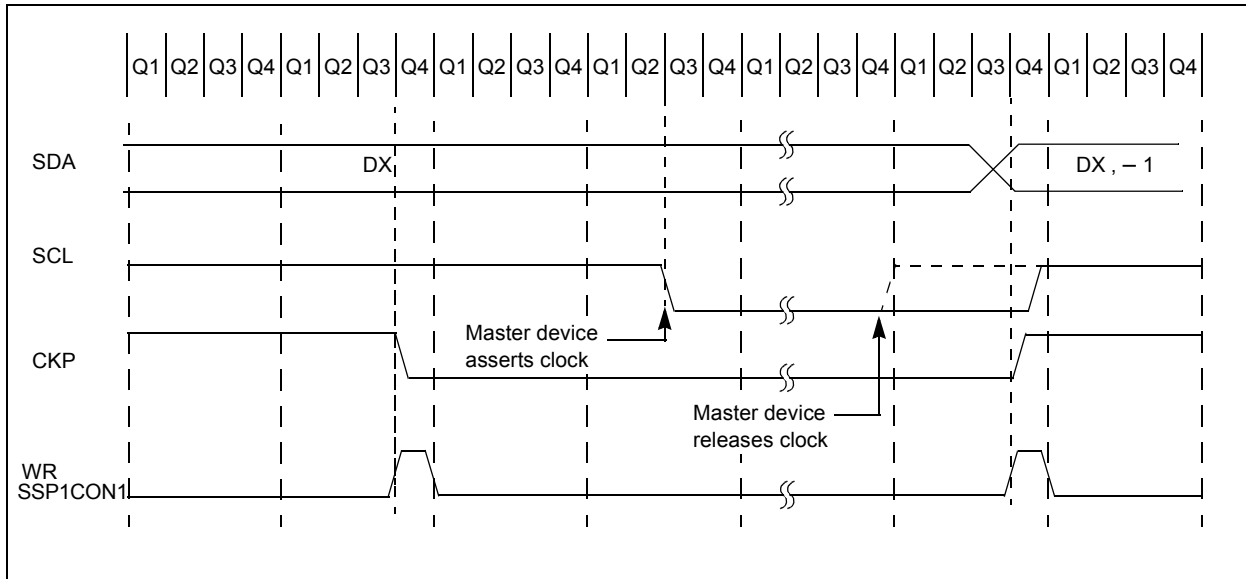 Q1 Q2 Q3 Q4 Q1 Q2 Q3 Q4 Q1 Q2 Q3 Q4 Q1 Q2 Q3 Q4 Q1 Q2 Q3 Q4 Q1 Q2 Q3 Q4 Q1 Q2 Q3 Q4
SDA
DX
DX , – 1
SCL
Master device
asserts clock
CKP
Master device
releases clock
WR
SSP1CON1